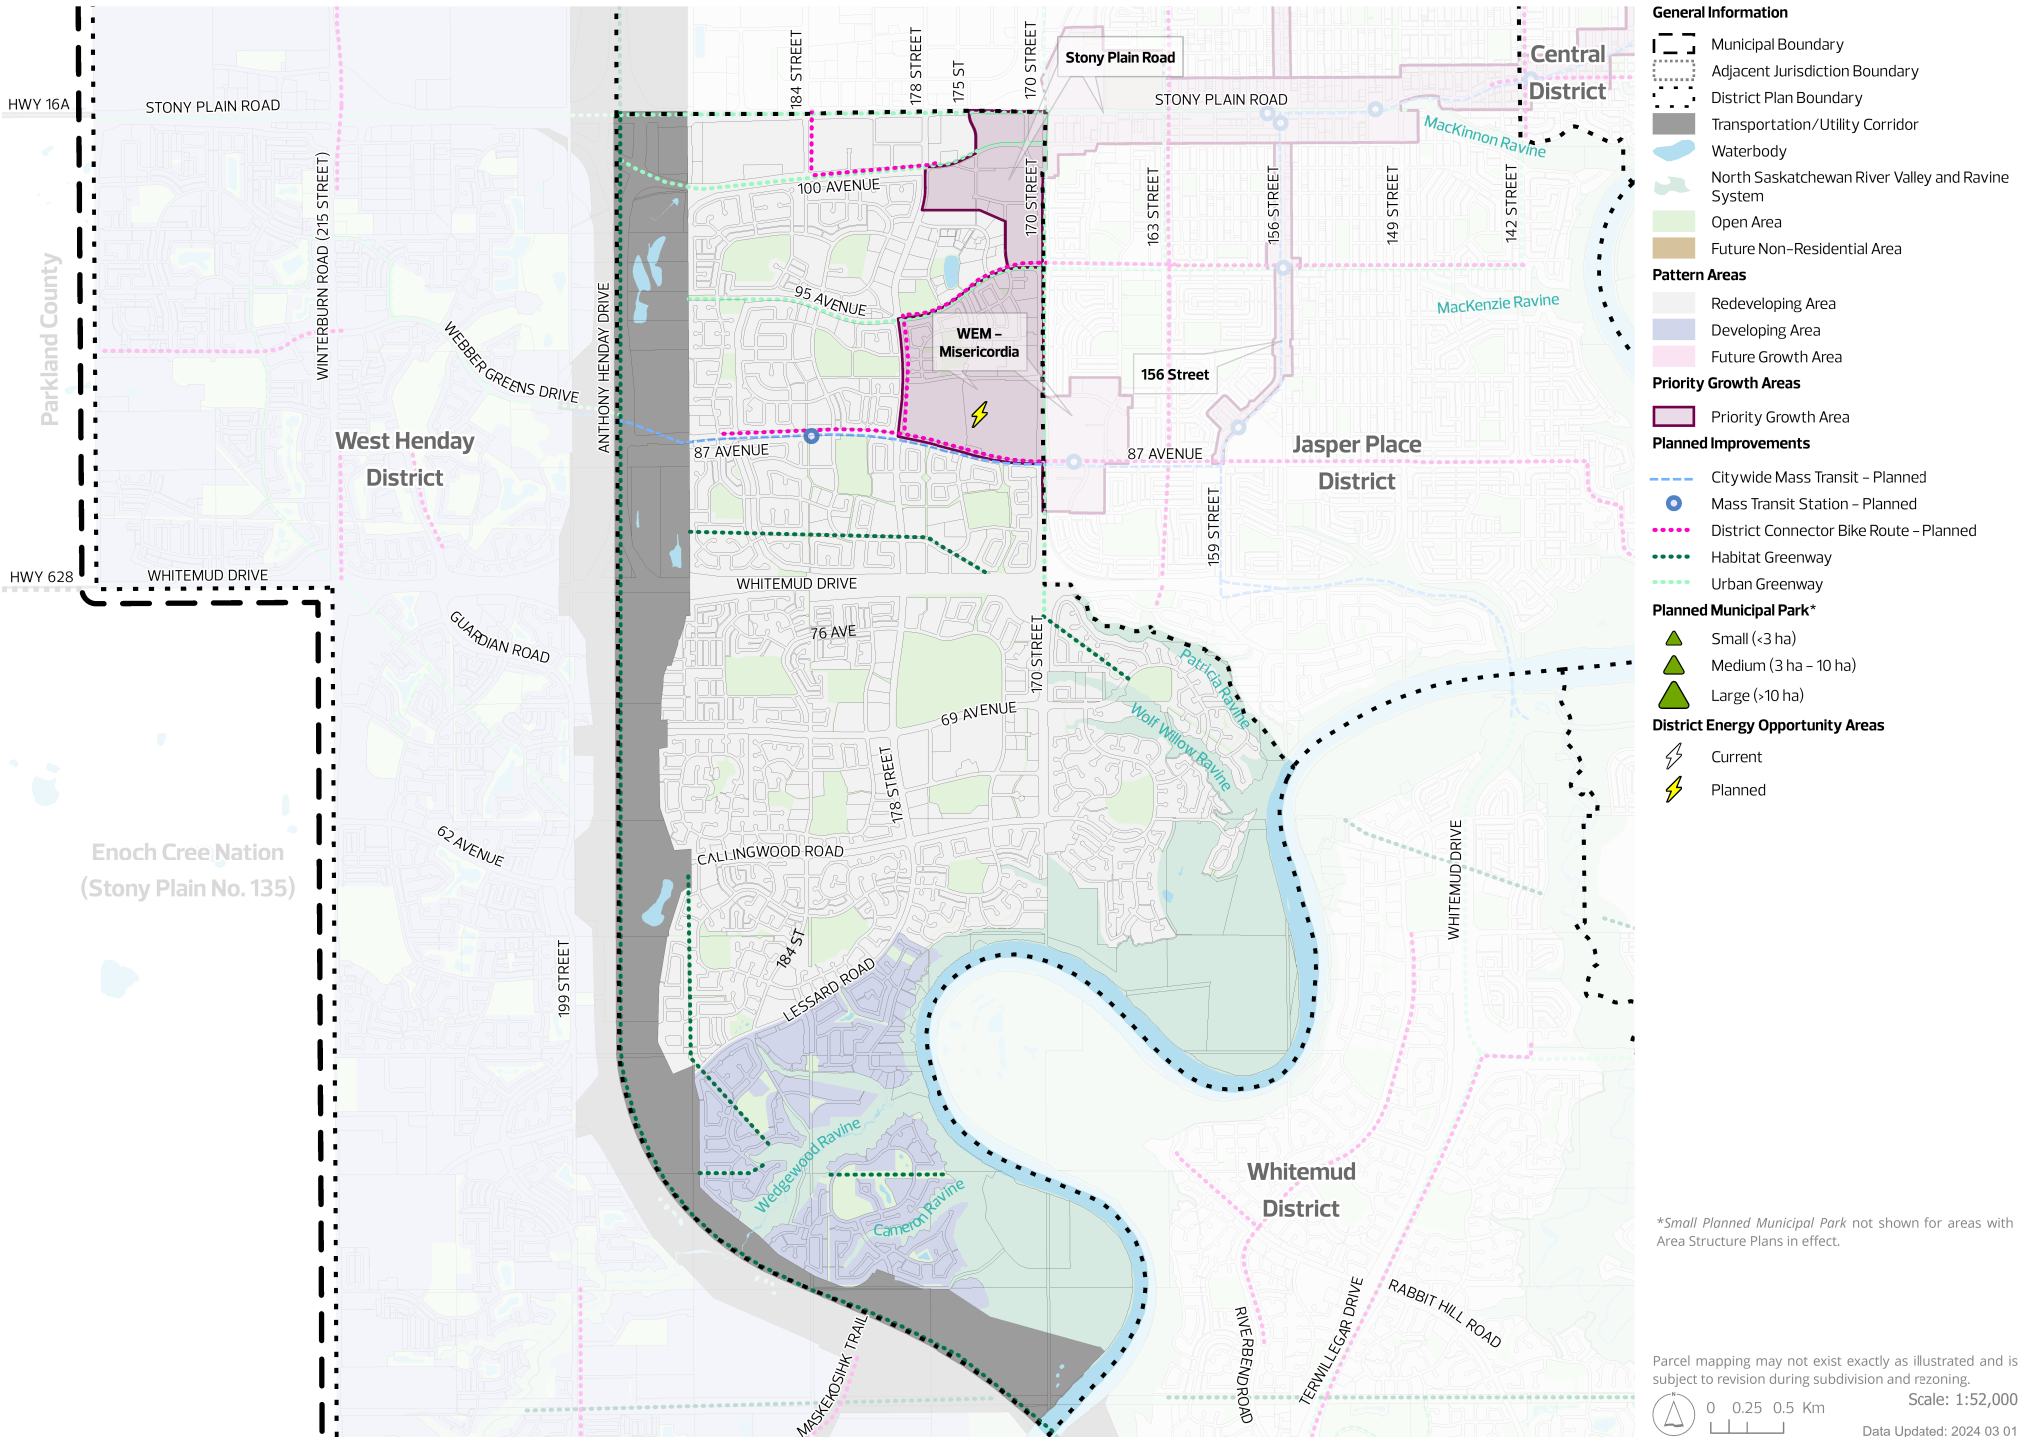 184 STREET
178 STREET
175 ST
170 STREET
Stony Plain Road
Central
District
HWY 16A
STONY PLAIN ROAD
STONY PLAIN ROAD
MacKinnon Ravine
100 AVENUE
170 STREET
163 STREET
156 STREET
149 STREET
142 STREET
WINTERBURN ROAD (215 STREET)
Parkland County
ANTHONY HENDAY DRIVE
95 AVENUE
MacKenzie Ravine
WEBBER GREENS DRIVE
WEM –
Misericordia
156 Street
West Henday
District
87 AVENUE
87 AVENUE
Jasper Place
District
159 STREET
HWY 628
WHITEMUD DRIVE
WHITEMUD DRIVE
GUARDIAN ROAD
76 AVE
170 STREET
Patricia Ravine
Wolf Willow Ravine
69 AVENUE
178 STREET
62 AVENUE
CALLINGWOOD ROAD
Enoch Cree Nation
(Stony Plain No. 135)
WHITEMUD DRIVE
199 STREET
184 ST
LESSARD ROAD
Wedgewood Ravine
Cameron Ravine
Whitemud
District
MASKEKOSIHK TRAIL
RIVERBEND ROAD
TERWILLEGAR DRIVE
RABBIT HILL ROAD
General Information
Municipal Boundary
Adjacent Jurisdiction Boundary
District Plan Boundary
Transportation/Utility Corridor
Waterbody
North Saskatchewan River Valley and Ravine
System
Open Area
Future Non-Residential Area
Pattern Areas
Redeveloping Area
Developing Area
Future Growth Area
Priority Growth Areas
Priority Growth Area
Planned Improvements
Citywide Mass Transit – Planned
Mass Transit Station – Planned
District Connector Bike Route – Planned
Habitat Greenway
Urban Greenway
Planned Municipal Park*
Small (<3 ha)
Medium (3 ha – 10 ha)
Large (>10 ha)
District Energy Opportunity Areas
Current
Planned
*Small Planned Municipal Park not shown for areas with
Area Structure Plans in effect.
Parcel mapping may not exist exactly as illustrated and is
subject to revision during subdivision and rezoning.
Scale: 1:52,000
N
0 0.25 0.5 Km
Data Updated: 2024 03 01